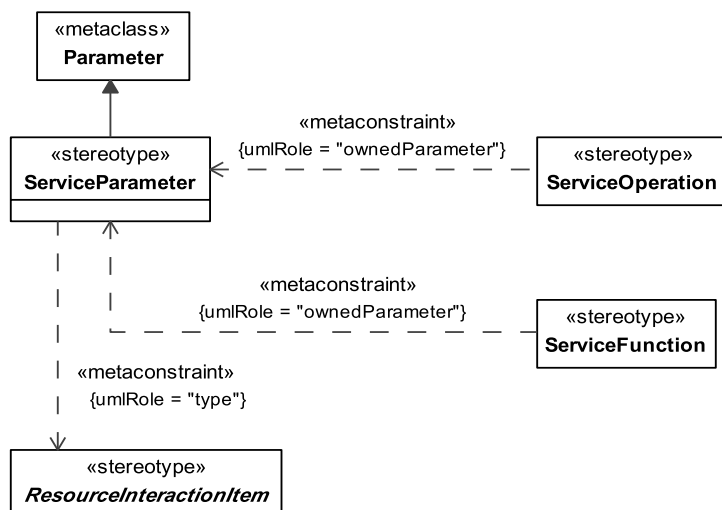 «metaclass»
Parameter
«metaconstraint»
{umlRole = "ownedParameter"}
«stereotype»
ServiceParameter
«stereotype»
ServiceOperation
«metaconstraint»
{umlRole = "ownedParameter"}
«stereotype»
ServiceFunction
«metaconstraint»
{umlRole = "type"}
«stereotype»
ResourceInteractionItem